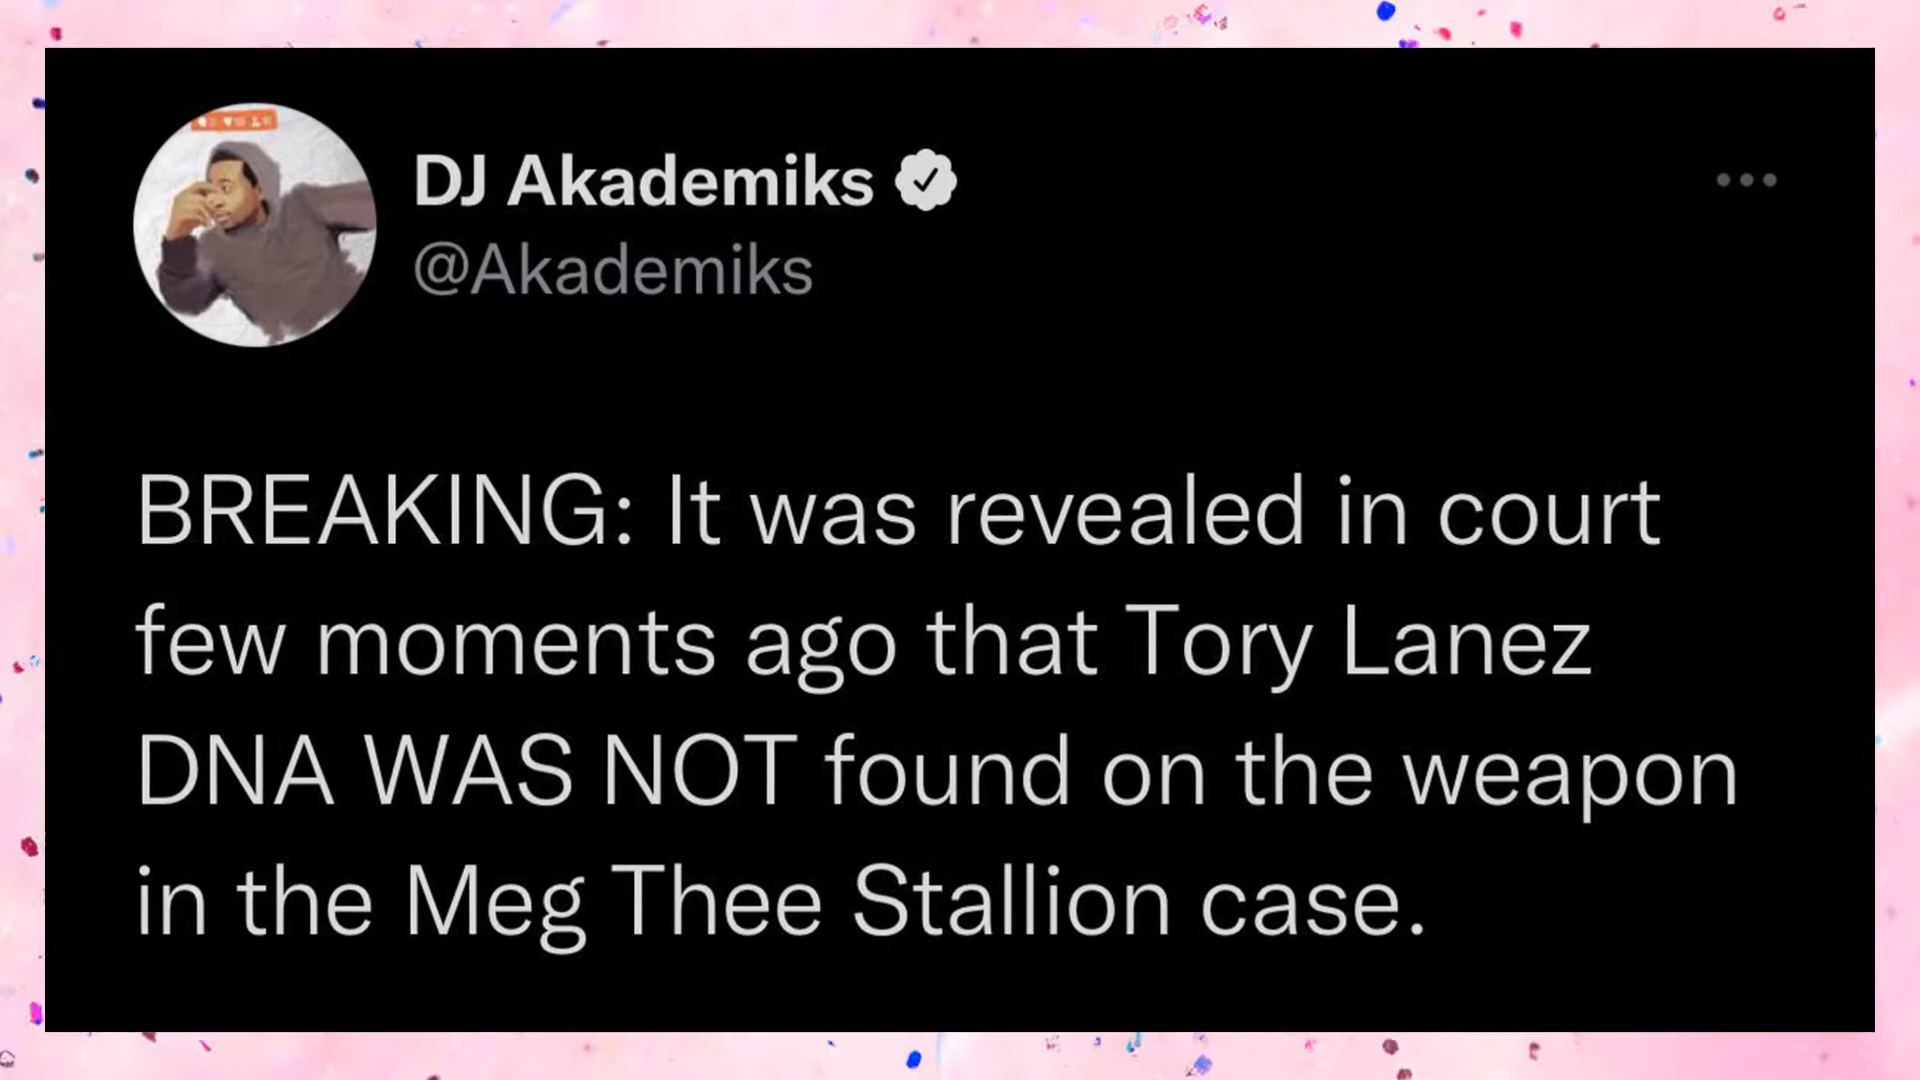 DJ Akademiks
@Akademiks
BREAKING: It was revealed in court
few moments ago that Tory Lanez
DNA WAS NOT found on the weapon
in the Meg Thee Stallion case.